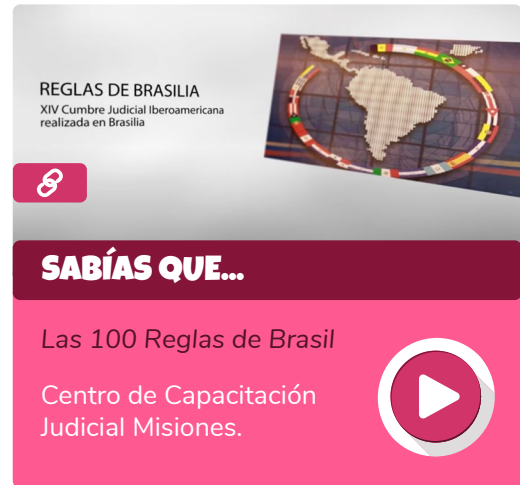 REGLAS DE BRASILIA
XIV Cumbre Judicial Iberoamericana
realizada en Brasilia
SABÍAS QUE...
Las 100 Reglas de Brasil
Centro de Capacitación
Judicial Misiones.